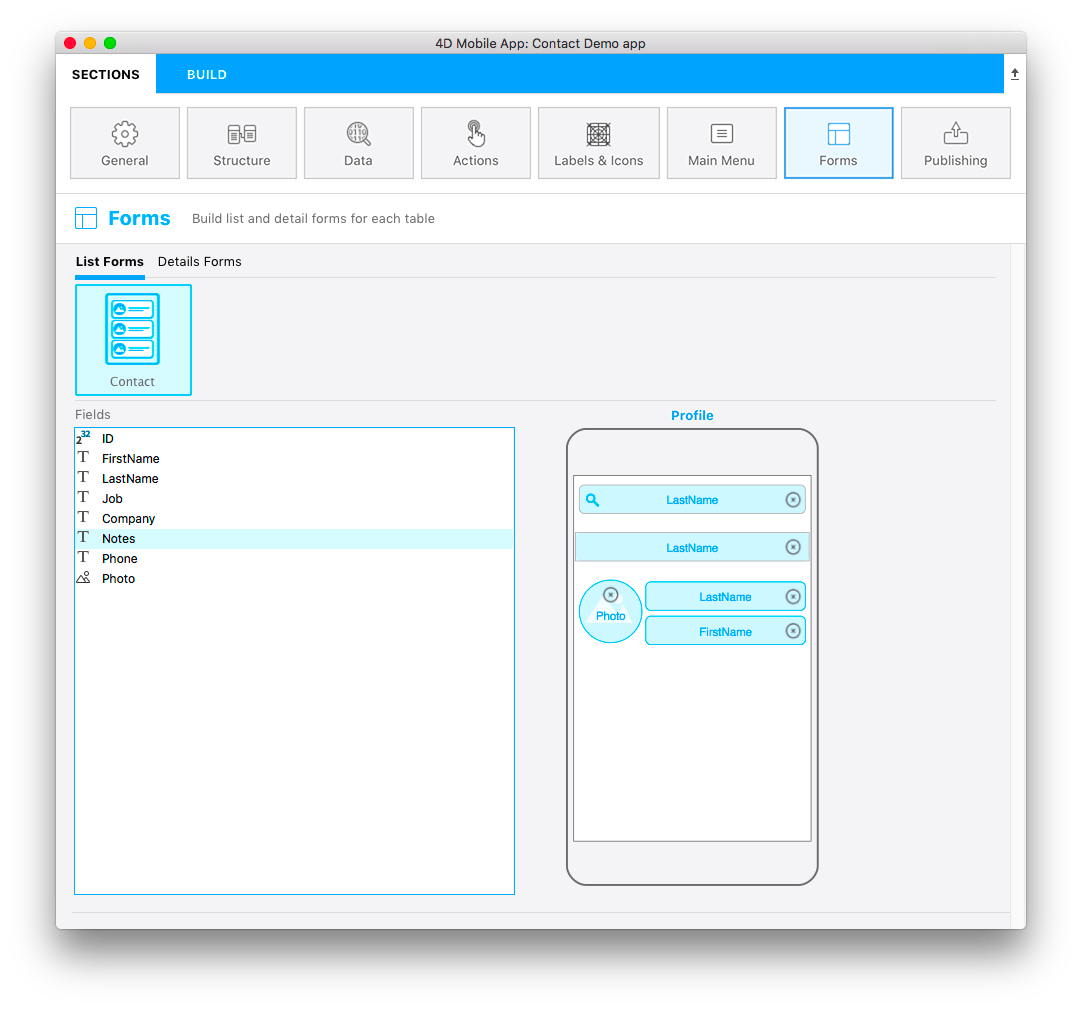 4D Mobile App: Contact Demo app
SECTIONS BUILD
General Structure Data Actions Labels & Icons Main Menu Forms Publishing
Forms Build list and detail forms for each table
List Forms Details Forms
Contact
Fields
2^32 ID
T FirstName
T LastName
T Job
T Company
T Notes
T Phone
Photo
Profile
LastName
LastName
Photo
LastName
FirstName